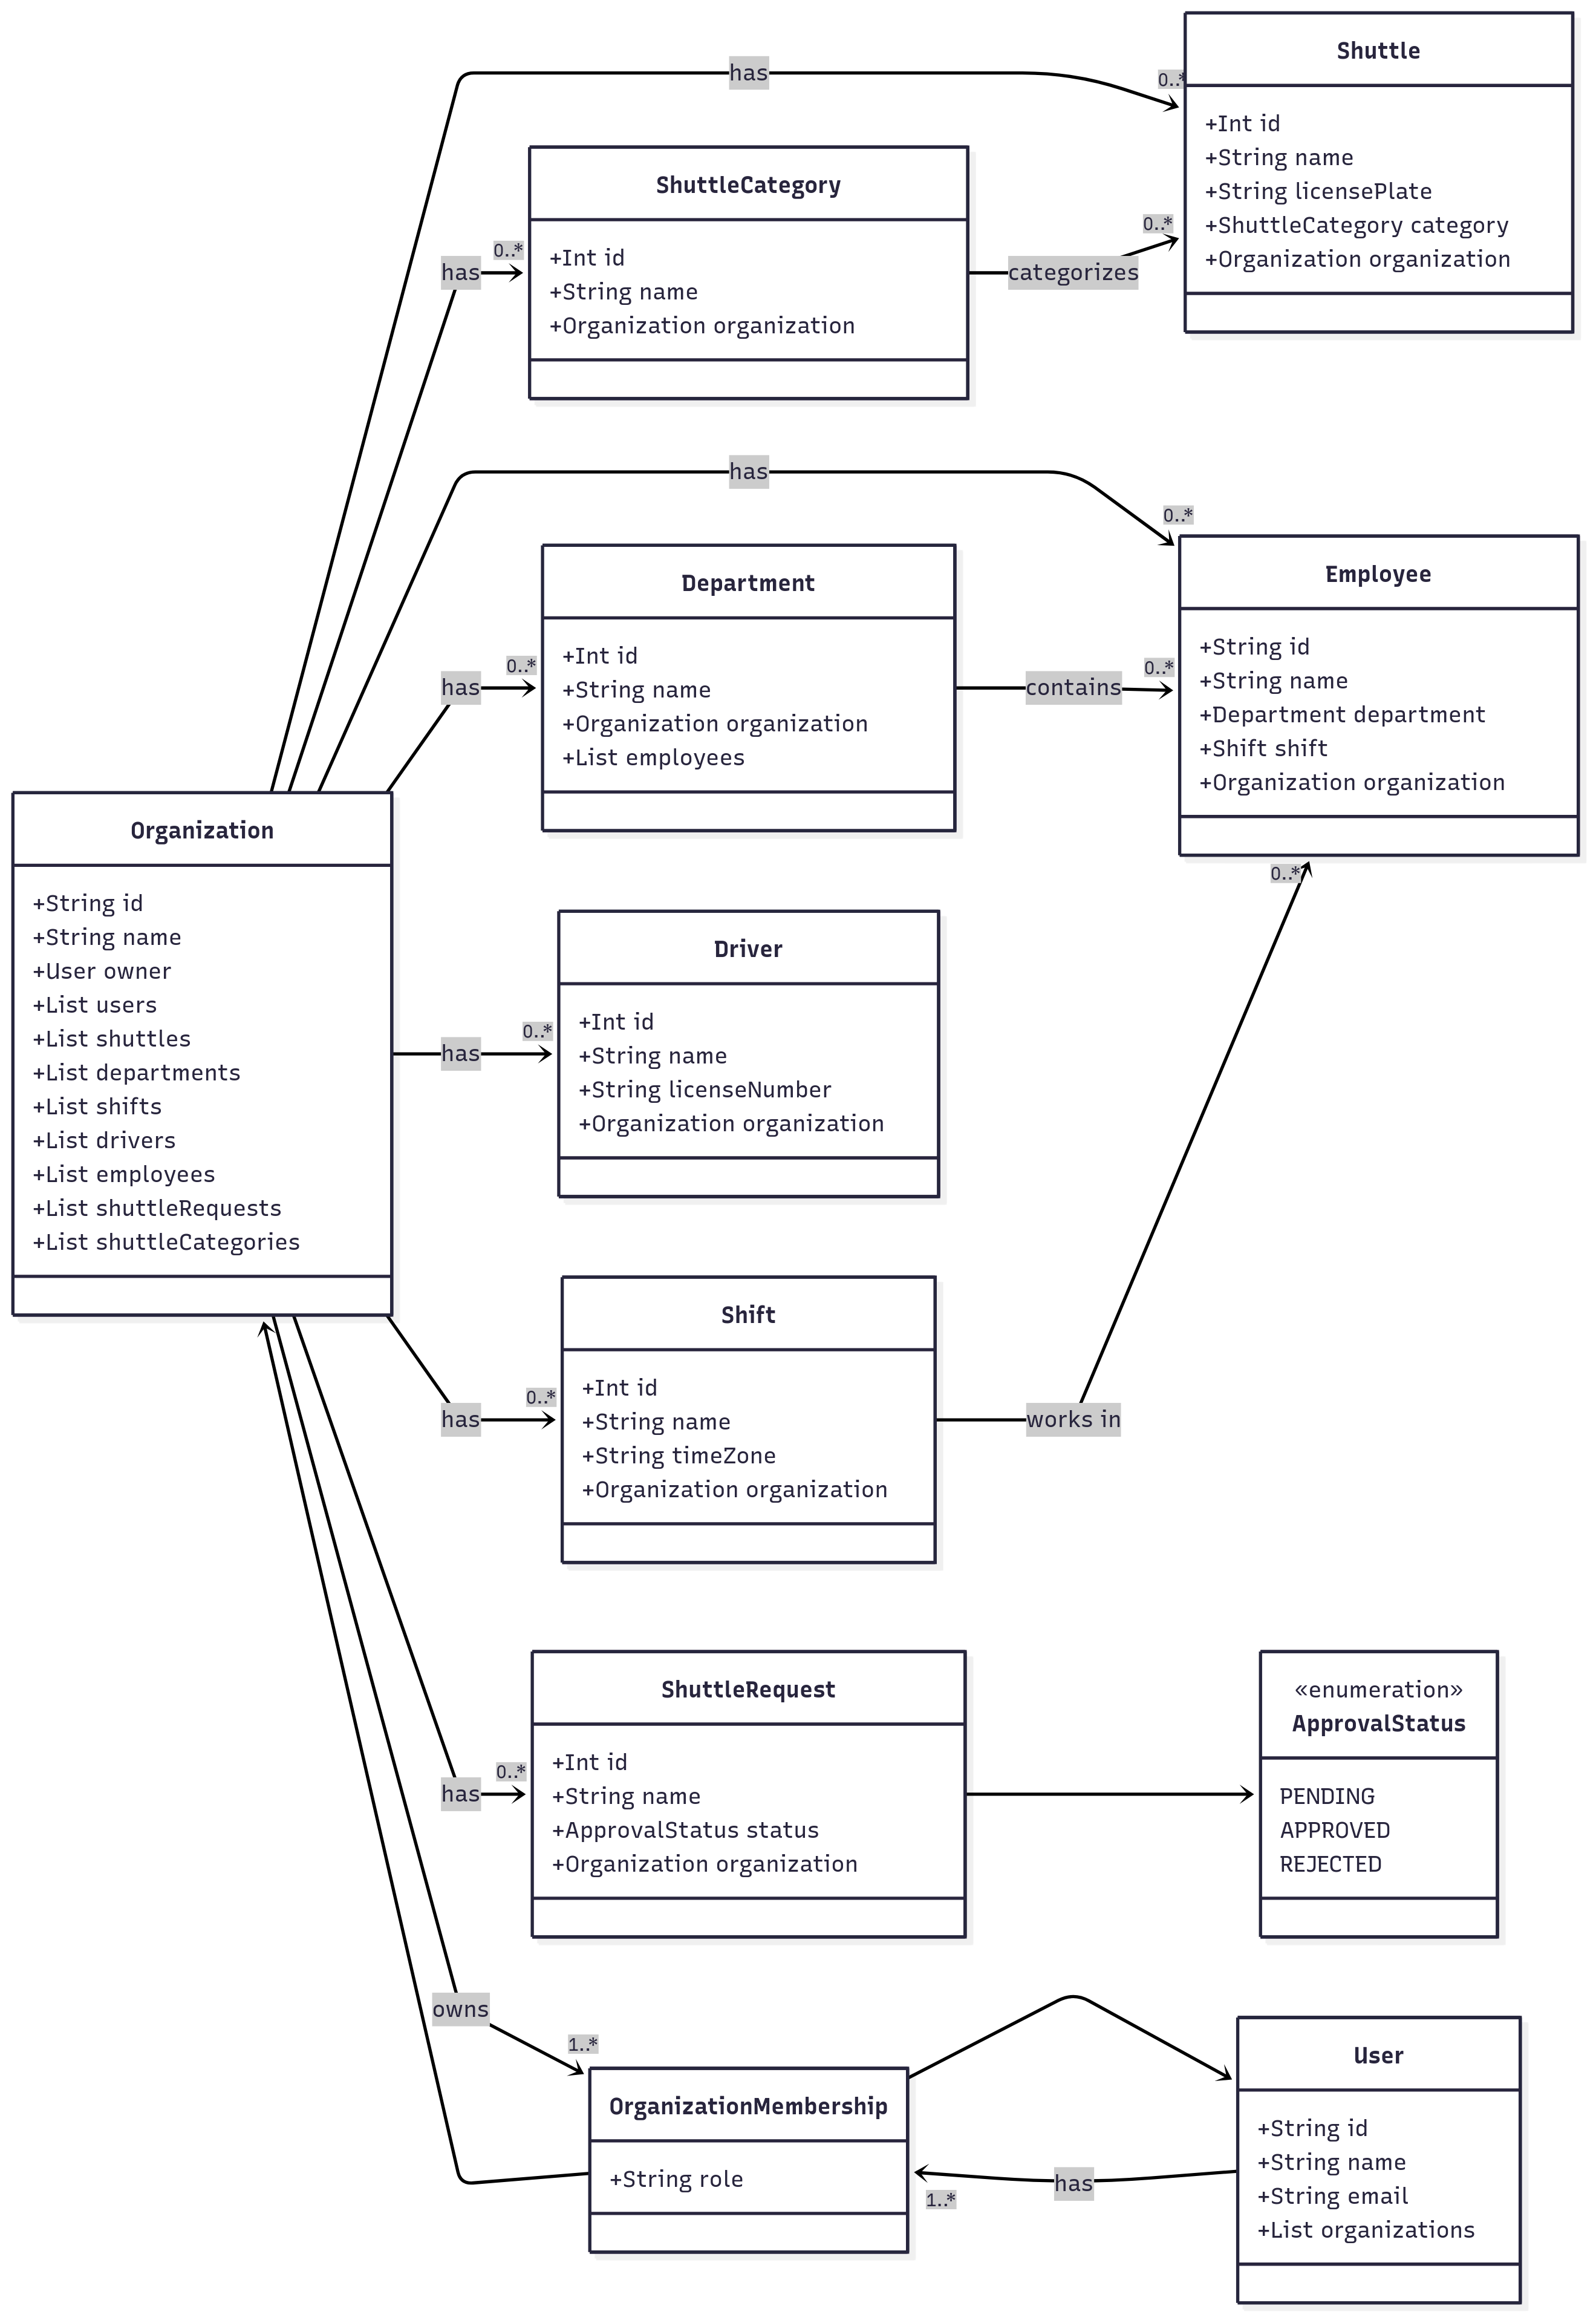 Shuttle
+Int id
+String name
+String licensePlate
+ShuttleCategory category
+Organization organization
has
0..*
ShuttleCategory
+Int id
+String name
+Organization organization
has
0..*
categorizes
0..*
has
0..*
Department
+Int id
+String name
+Organization organization
+List employees
has
0..*
contains
0..*
Employee
+String id
+String name
+Department department
+Shift shift
+Organization organization
0..*
Organization
+String id
+String name
+User owner
+List users
+List shuttles
+List departments
+List shifts
+List drivers
+List employees
+List shuttleRequests
+List shuttleCategories
Driver
+Int id
+String name
+String licenseNumber
+Organization organization
has
0..*
Shift
+Int id
+String name
+String timeZone
+Organization organization
has
0..*
works in
ShuttleRequest
+Int id
+String name
+ApprovalStatus status
+Organization organization
has
0..*
«enumeration»
ApprovalStatus
PENDING
APPROVED
REJECTED
owns
1..*
OrganizationMembership
+String role
has
1..*
User
+String id
+String name
+String email
+List organizations